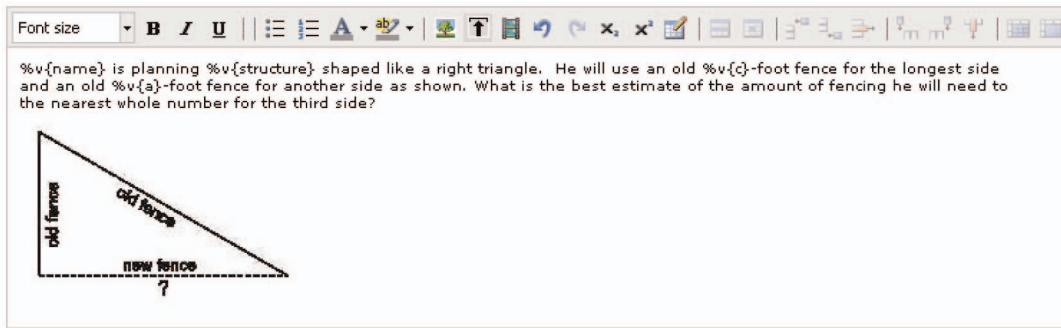 Font size
B I U
A ab
x₂ x²
%v{name} is planning %v{structure} shaped like a right triangle. He will use an old %v{c}-foot fence for the longest side
and an old %v{a}-foot fence for another side as shown. What is the best estimate of the amount of fencing he will need to
the nearest whole number for the third side?
old fence
old fence
new fence
?